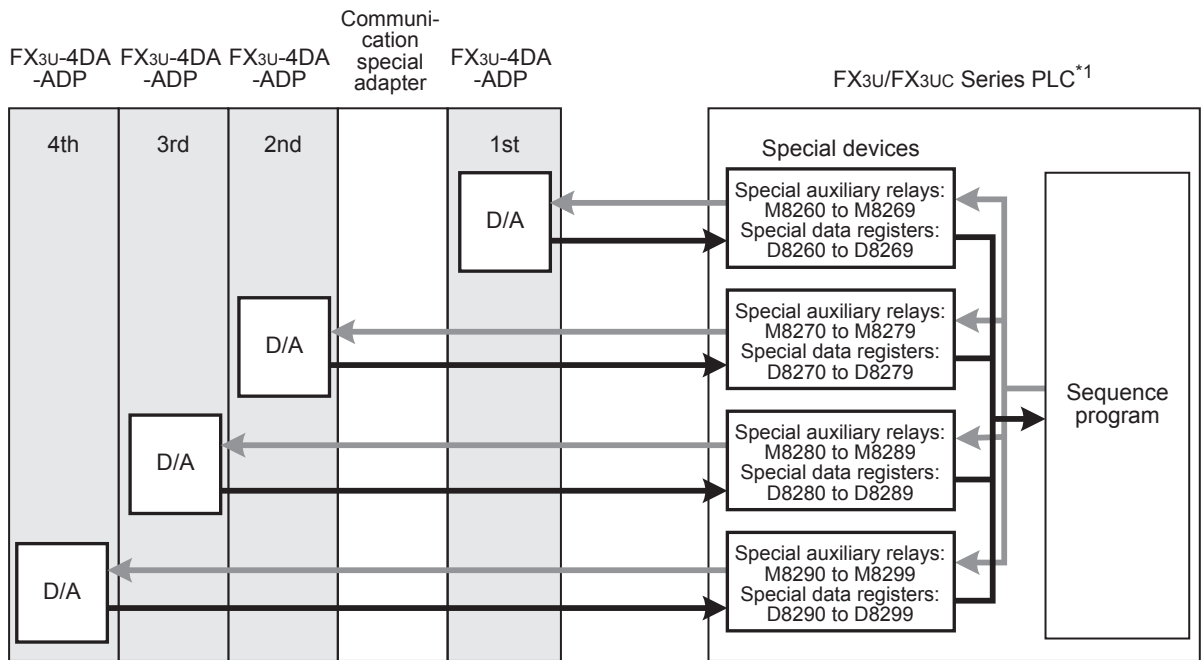 Communi-
cation
special
adapter
FX3U-4DA
-ADP
FX3U-4DA
-ADP
FX3U-4DA
-ADP
FX3U-4DA
-ADP
FX3U/FX3UC Series PLC*1
4th
3rd
2nd
1st
Special devices
D/A
Special auxiliary relays:
M8260 to M8269
Special data registers:
D8260 to D8269
D/A
Special auxiliary relays:
M8270 to M8279
Special data registers:
D8270 to D8279
Sequence
program
D/A
Special auxiliary relays:
M8280 to M8289
Special data registers:
D8280 to D8289
D/A
Special auxiliary relays:
M8290 to M8299
Special data registers:
D8290 to D8299